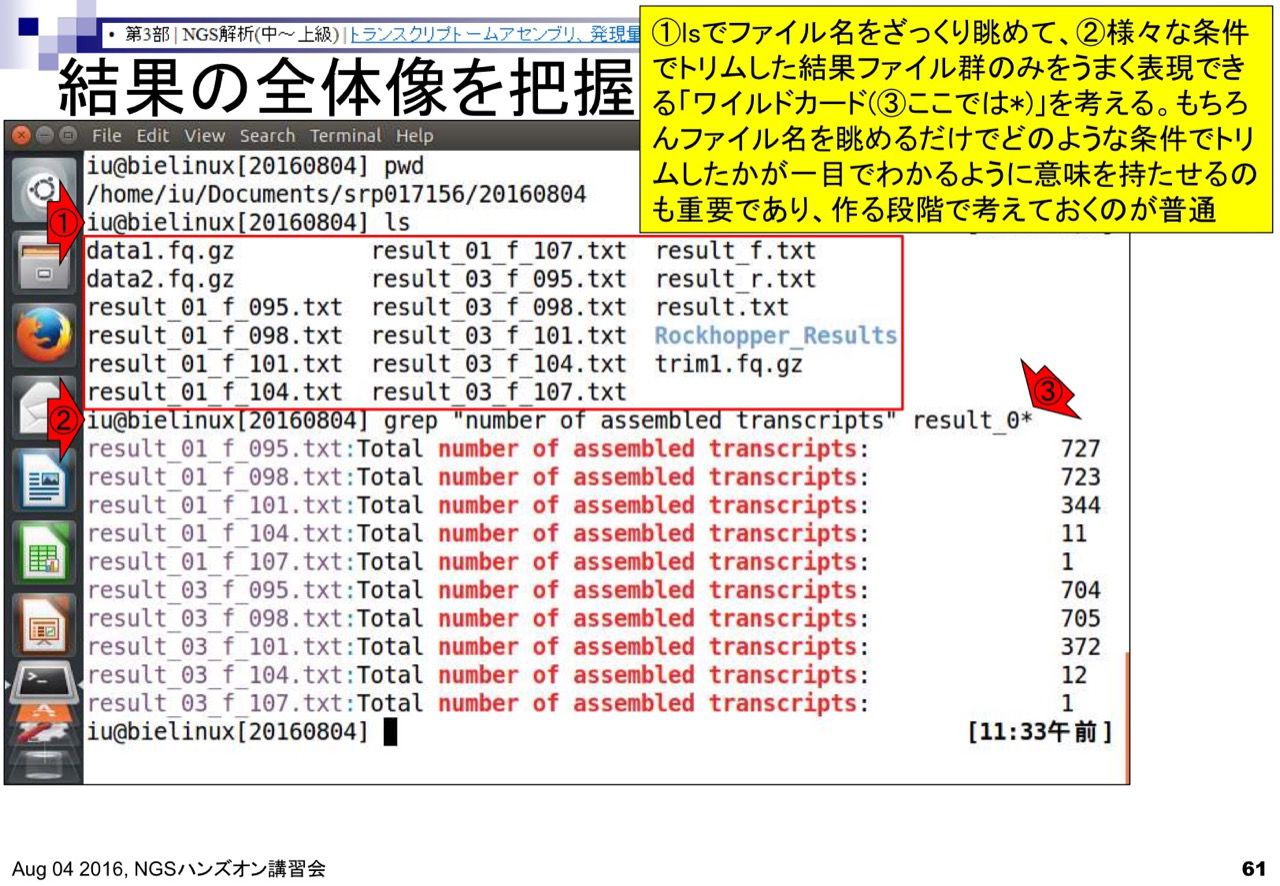 • 第3部 | NGS解析(中～上級) | トランスクリプトームアセンブリ、発現量
結果の全体像を把握
①lsでファイル名をざっくり眺めて、②様々な条件
でトリムした結果ファイル群のみをうまく表現でき
る「ワイルドカード(③ここでは*)」を考える。もちろ
んファイル名を眺めるだけでどのような条件でトリ
ムしたかが一目でわかるように意味を持たせるの
も重要であり、作る段階で考えておくのが普通
File Edit View Search Terminal Help
iu@bielinux[20160804] pwd
/home/iu/Documents/srp017156/20160804
① iu@bielinux[20160804] ls
data1.fq.gz result_01_f_107.txt result_f.txt
data2.fq.gz result_03_f_095.txt result_r.txt
result_01_f_095.txt result_03_f_098.txt result.txt
result_01_f_098.txt result_03_f_101.txt Rockhopper_Results
result_01_f_101.txt result_03_f_104.txt trim1.fq.gz
result_01_f_104.txt result_03_f_107.txt
③
② iu@bielinux[20160804] grep "number of assembled transcripts" result_0*
result_01_f_095.txt:Total number of assembled transcripts: 727
result_01_f_098.txt:Total number of assembled transcripts: 723
result_01_f_101.txt:Total number of assembled transcripts: 344
result_01_f_104.txt:Total number of assembled transcripts: 11
result_01_f_107.txt:Total number of assembled transcripts: 1
result_03_f_095.txt:Total number of assembled transcripts: 704
result_03_f_098.txt:Total number of assembled transcripts: 705
result_03_f_101.txt:Total number of assembled transcripts: 372
result_03_f_104.txt:Total number of assembled transcripts: 12
result_03_f_107.txt:Total number of assembled transcripts: 1
iu@bielinux[20160804] [11:33午前]
Aug 04 2016, NGSハンズオン講習会
61